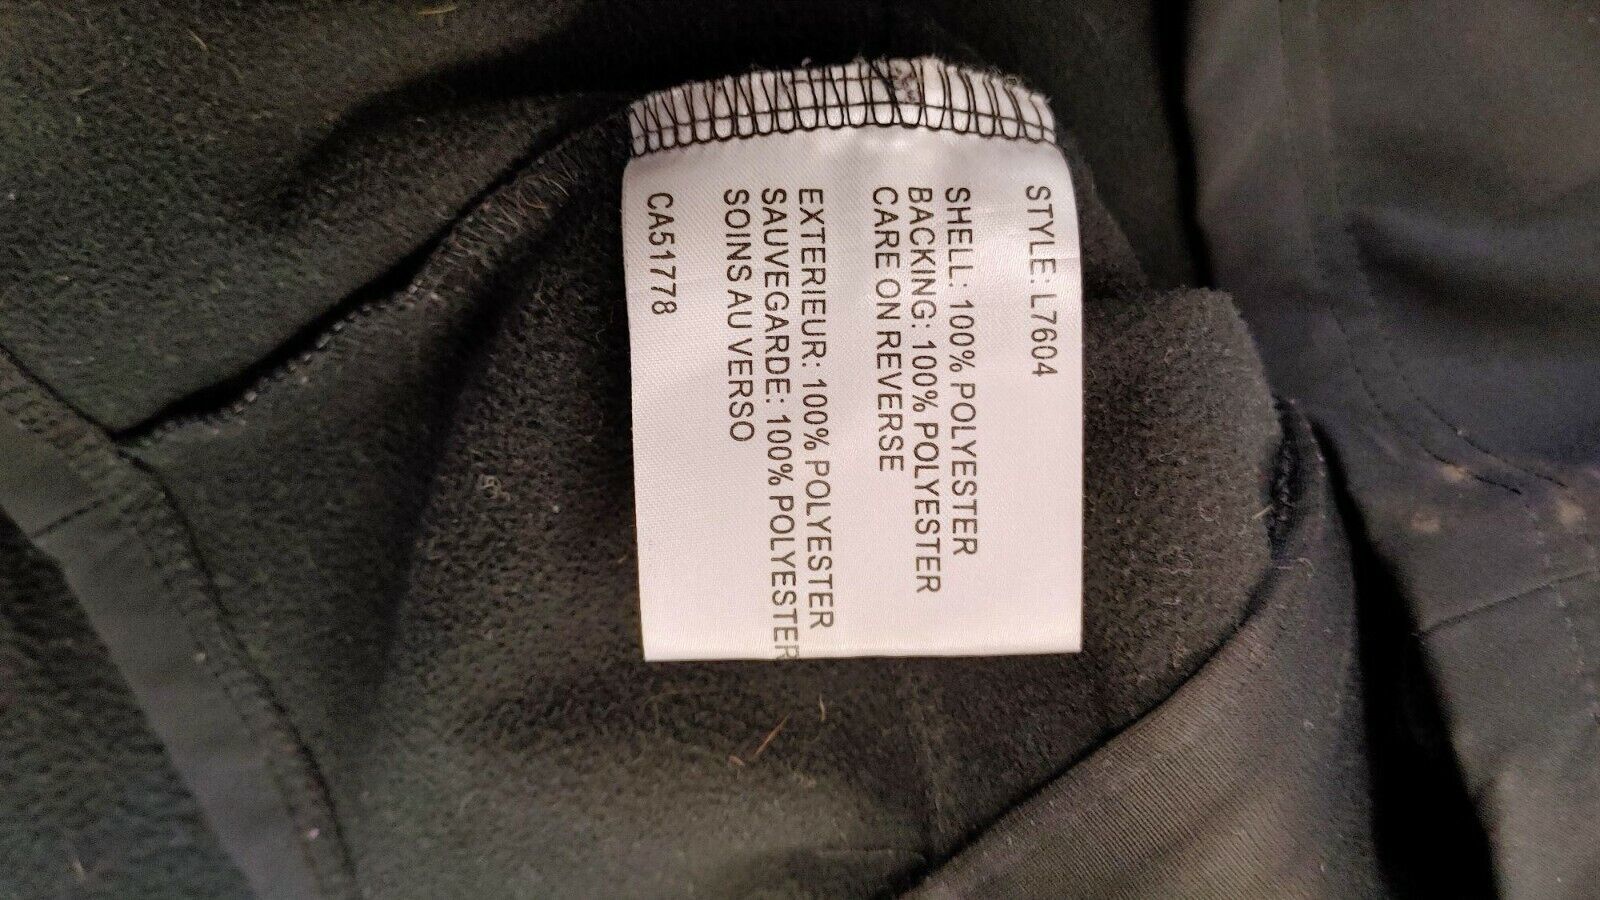 STYLE: L7604
SHELL: 100% POLYESTER
BACKING: 100% POLYESTER
CARE ON REVERSE
EXTERIEUR: 100% POLYESTER
SAUVEGARDE: 100% POLYESTER
SOINS AU VERSO
CA51778